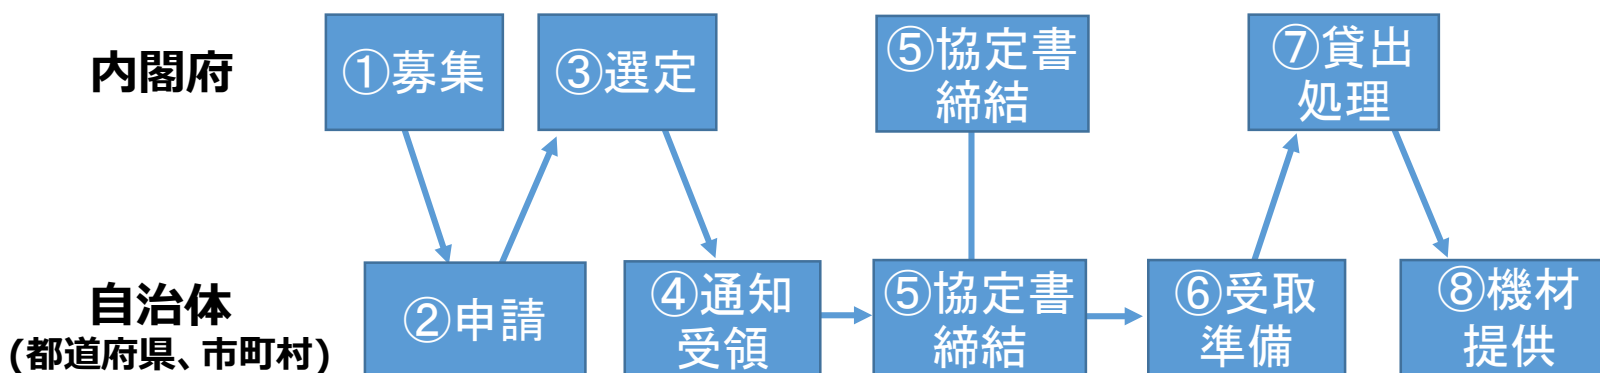 内閣府
①募集
③選定
⑤協定書
締結
⑦貸出
処理
自治体
(都道府県、市町村)
②申請
④通知
受領
⑤協定書
締結
⑥受取
準備
⑧機材
提供